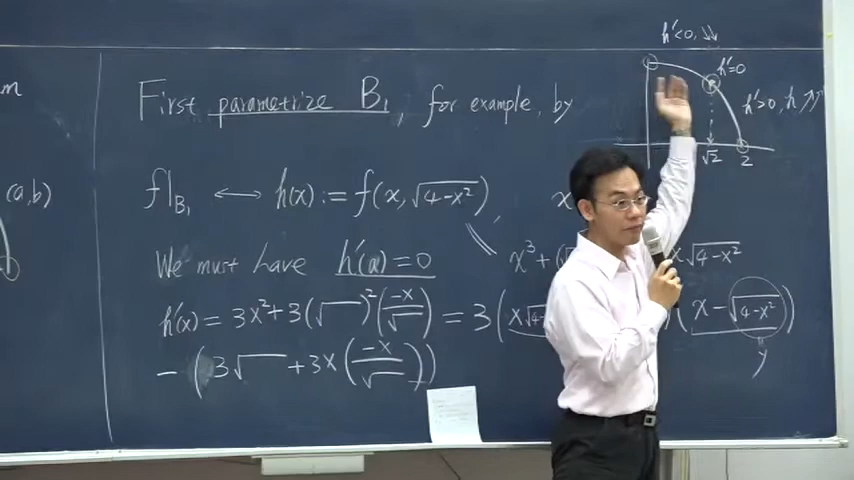 m
(a,b)
First parametrize B₁, for example, by
f|_{B₁} ↔ h(x) := f(x, √(4-x²)),
x³+
x√(4-x²)
We must have h'(a) = 0
h'(x) = 3x² + 3(√‾)²(-x/√‾) = 3(x√(4-
(x-√(4-x²))
- (3√‾ + 3x(-x/√‾))
y
h'<0, ↓↓
h'=0
h'>0, h ↗↗
√2 2